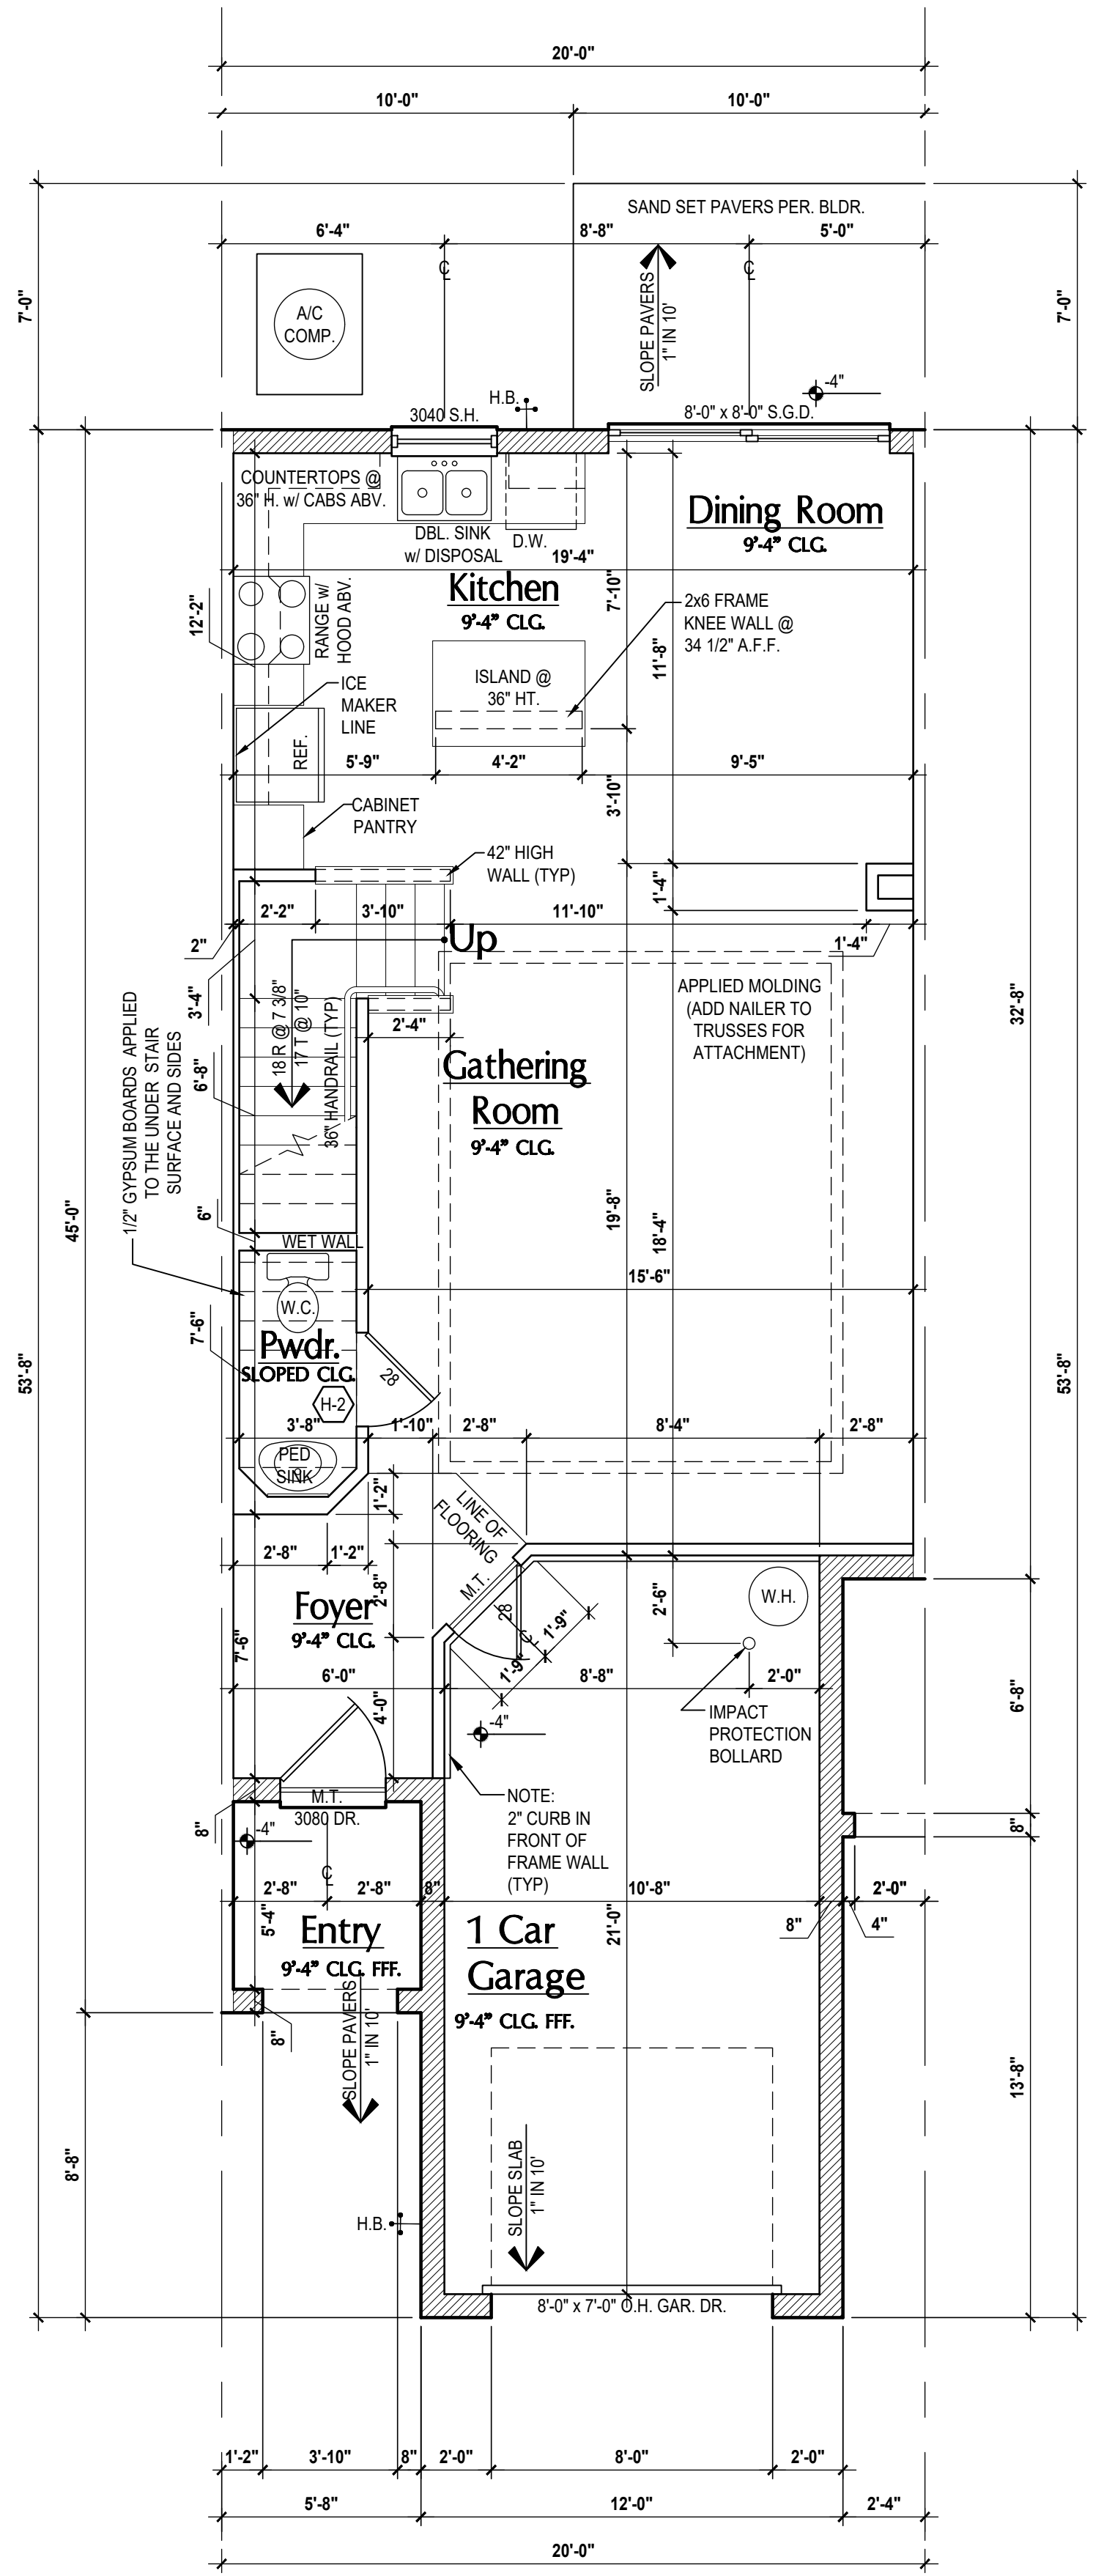 20'-0"
10'-0"
10'-0"
SAND SET PAVERS PER. BLDR.
6'-4"
8'-8"
5'-0"
℄
℄
7'-0"
7'-0"
A/C
COMP.
SLOPE PAVERS
1" IN 10'
-4"
H.B.
3040 S.H.
8'-0" x 8'-0" S.G.D.
COUNTERTOPS @
36" H. w/ CABS ABV.
DBL. SINK
w/ DISPOSAL
D.W.
Dining Room
9'-4" CLG.
19'-4"
Kitchen
9'-4" CLG.
7'-10"
2x6 FRAME
KNEE WALL @
34 1/2" A.F.F.
RANGE w/
HOOD ABV.
12'-2"
11'-8"
ISLAND @
36" HT.
ICE
MAKER
LINE
REF.
5'-9"
4'-2"
9'-5"
3'-10"
CABINET
PANTRY
42" HIGH
WALL (TYP)
1'-4"
2'-2"
3'-10"
11'-10"
2"
Up
1'-4"
3'-4"
18 R @ 7 3/8"
17 T @ 10"
36" HANDRAIL (TYP)
2'-4"
APPLIED MOLDING
(ADD NAILER TO
TRUSSES FOR
ATTACHMENT)
32'-8"
1/2" GYPSUM BOARDS APPLIED
TO THE UNDER STAIR
SURFACE AND SIDES
6'-8"
Gathering
Room
9'-4" CLG.
45'-0"
6"
19'-8"
18'-4"
WET WALL
15'-6"
W.C.
7'-6"
Pwdr.
SLOPED CLG.
28
H-2
53'-8"
53'-8"
3'-8"
1'-10"
2'-8"
8'-4"
2'-8"
PED
SINK
1'-2"
LINE OF
FLOORING
2'-8"
1'-2"
M.T.
2'-8"
28
℄
1'-9"
1'-9"
2'-6"
W.H.
Foyer
9'-4" CLG.
7'-6"
6'-0"
8'-8"
2'-0"
6'-8"
4'-0"
-4"
IMPACT
PROTECTION
BOLLARD
M.T.
3080 DR.
NOTE:
2" CURB IN
FRONT OF
FRAME WALL
(TYP)
8"
-4"
8"
℄
2'-8"
2'-8"
8"
10'-8"
2'-0"
8"
4"
5'-4"
21'-0"
Entry
9'-4" CLG. FFF.
1 Car
Garage
9'-4" CLG. FFF.
8"
SLOPE PAVERS
1" IN 10'
13'-8"
8'-8"
SLOPE SLAB
1" IN 10'
H.B.
8'-0" x 7'-0" O.H. GAR. DR.
1'-2"
3'-10"
8"
2'-0"
8'-0"
2'-0"
5'-8"
12'-0"
2'-4"
20'-0"